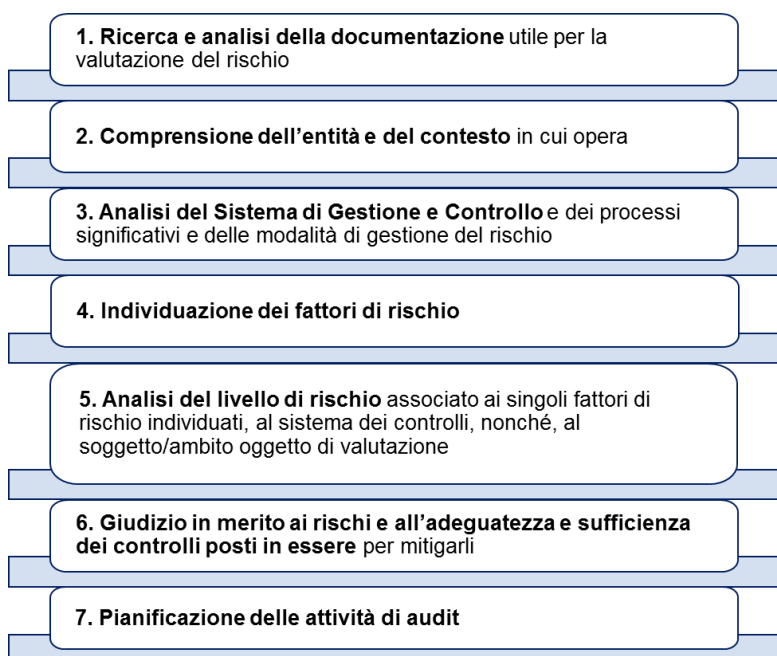 1. Ricerca e analisi della documentazione utile per la
valutazione del rischio
2. Comprensione dell'entità e del contesto in cui opera
3. Analisi del Sistema di Gestione e Controllo e dei processi
significativi e delle modalità di gestione del rischio
4. Individuazione dei fattori di rischio
5. Analisi del livello di rischio associato ai singoli fattori di
rischio individuati, al sistema dei controlli, nonché, al
soggetto/ambito oggetto di valutazione
6. Giudizio in merito ai rischi e all'adeguatezza e sufficienza
dei controlli posti in essere per mitigarli
7. Pianificazione delle attività di audit